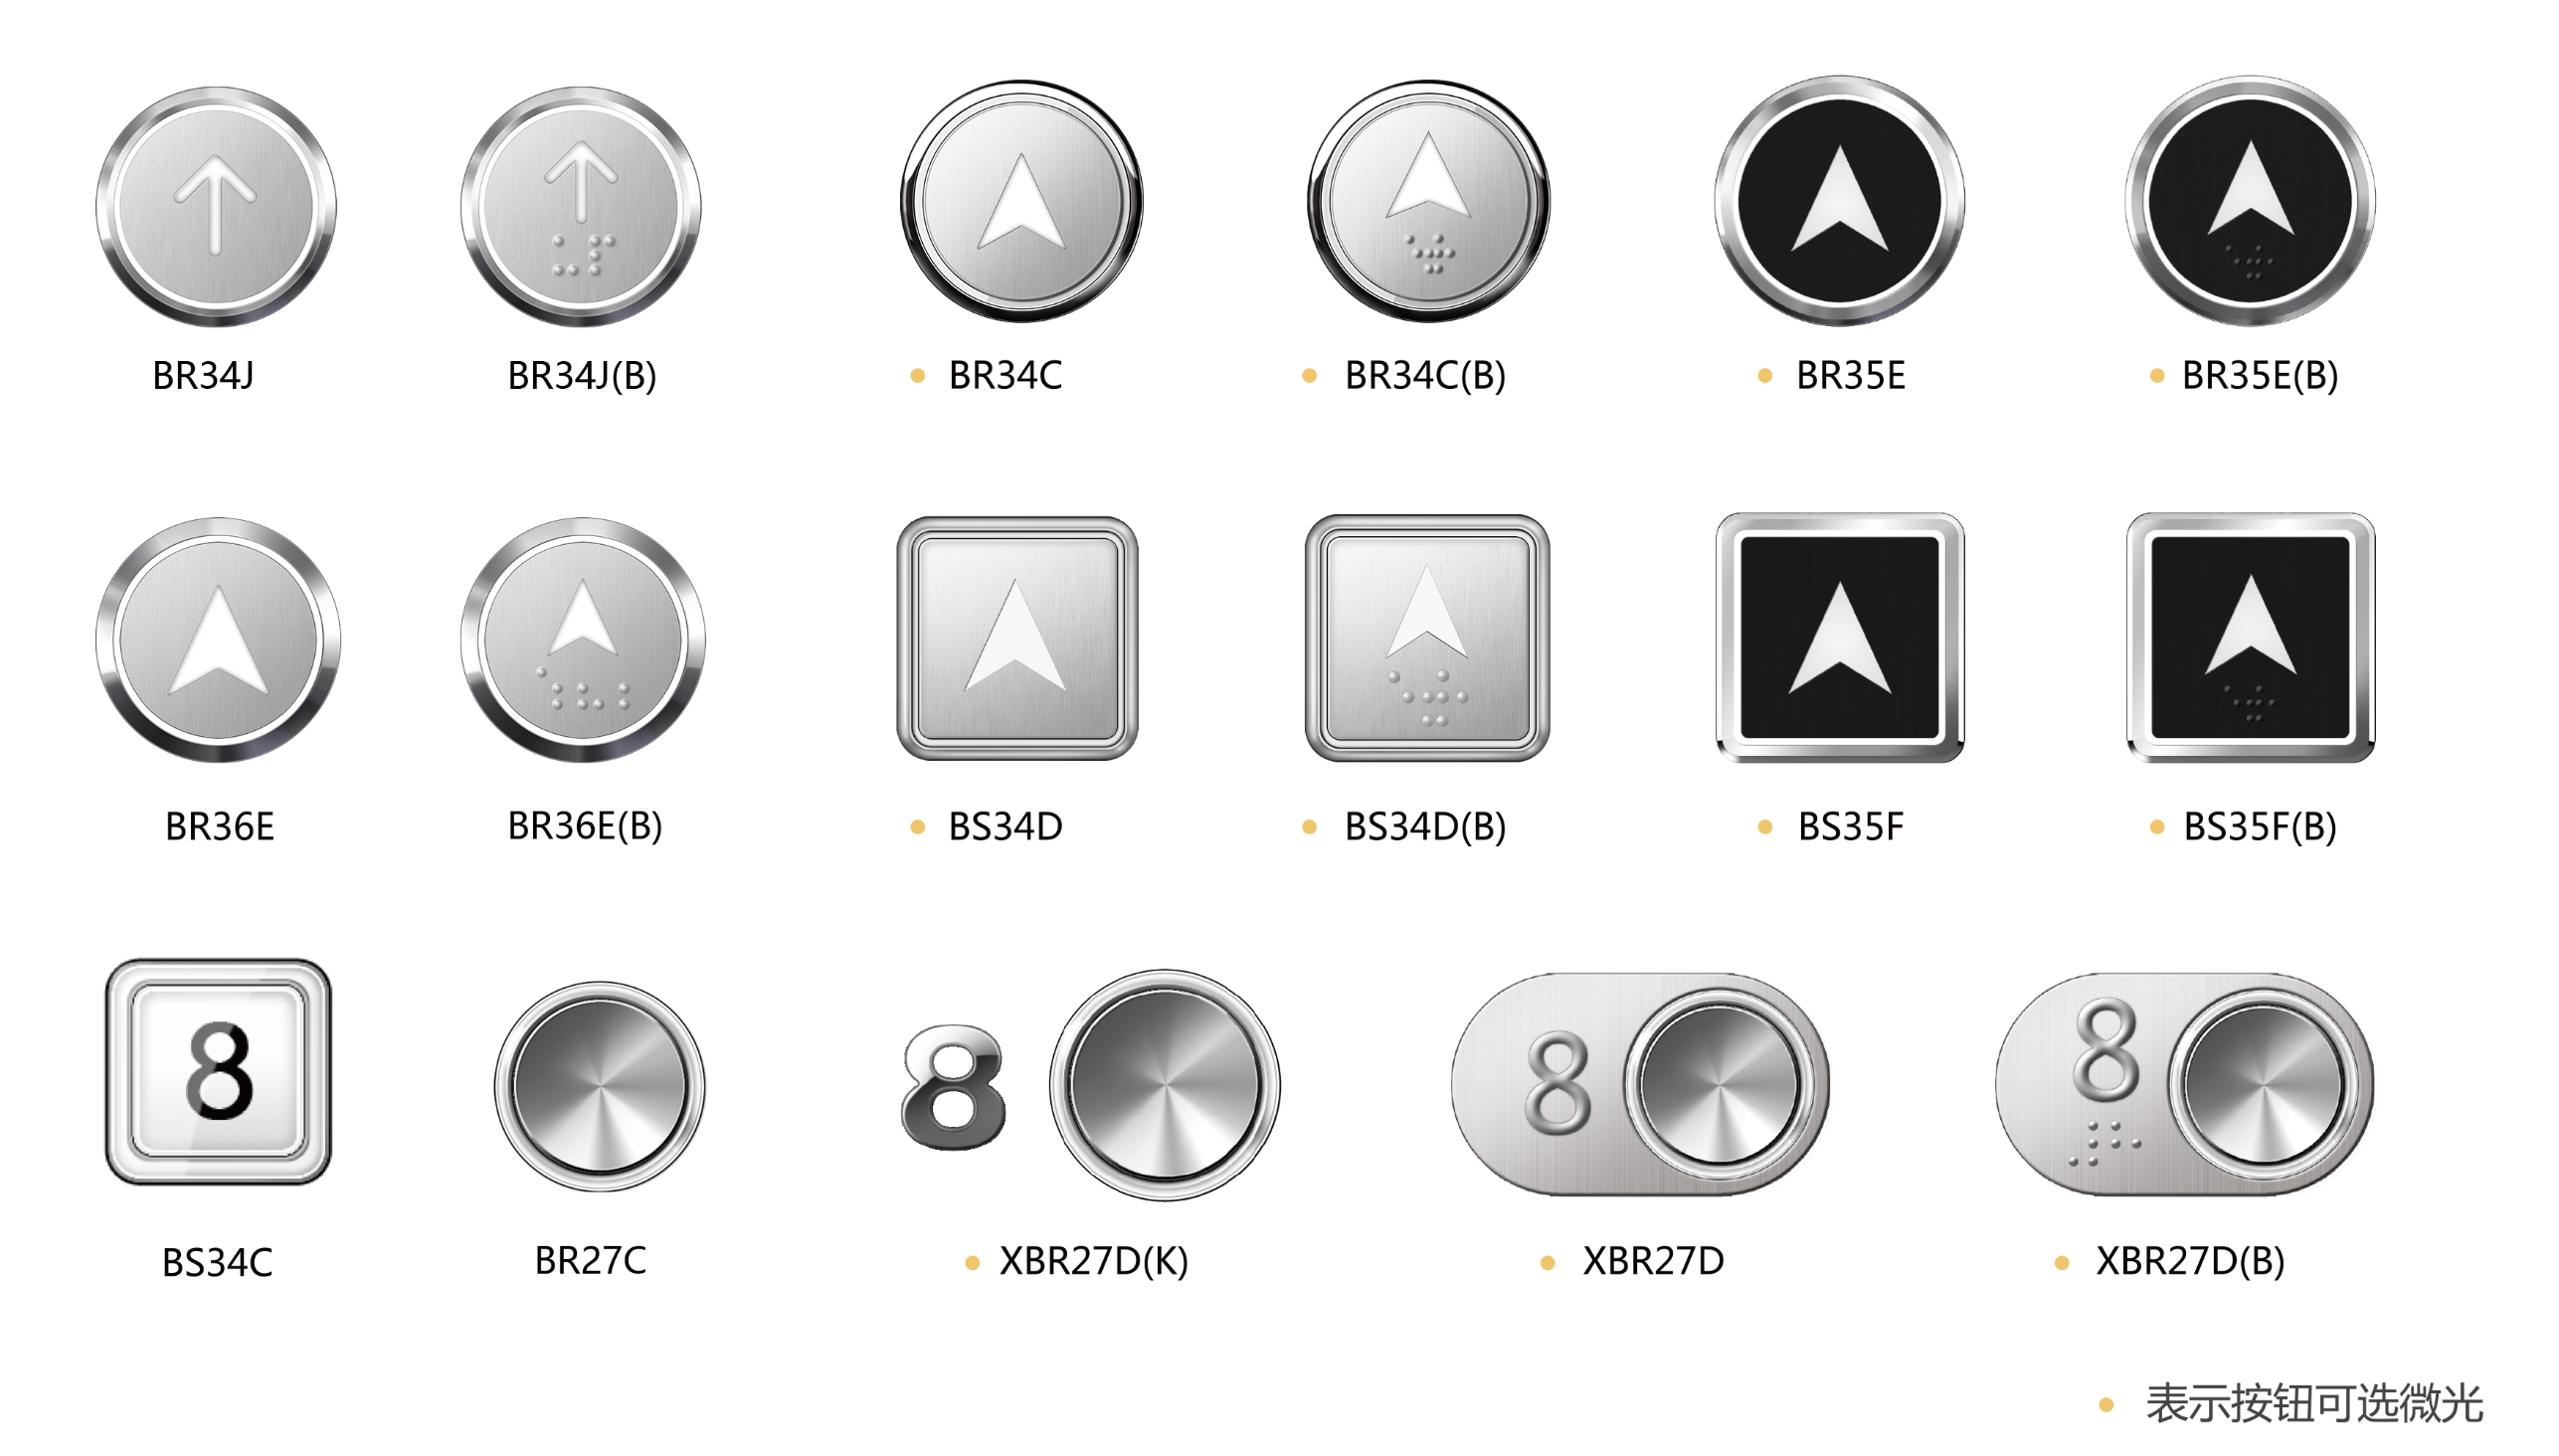 BR34J
BR34J(B)
BR34C
BR34C(B)
BR35E
BR35E(B)
BR36E
BR36E(B)
BS34D
BS34D(B)
BS35F
BS35F(B)
8
8
8
8
BS34C
BR27C
XBR27D(K)
XBR27D
XBR27D(B)
表示按钮可选微光